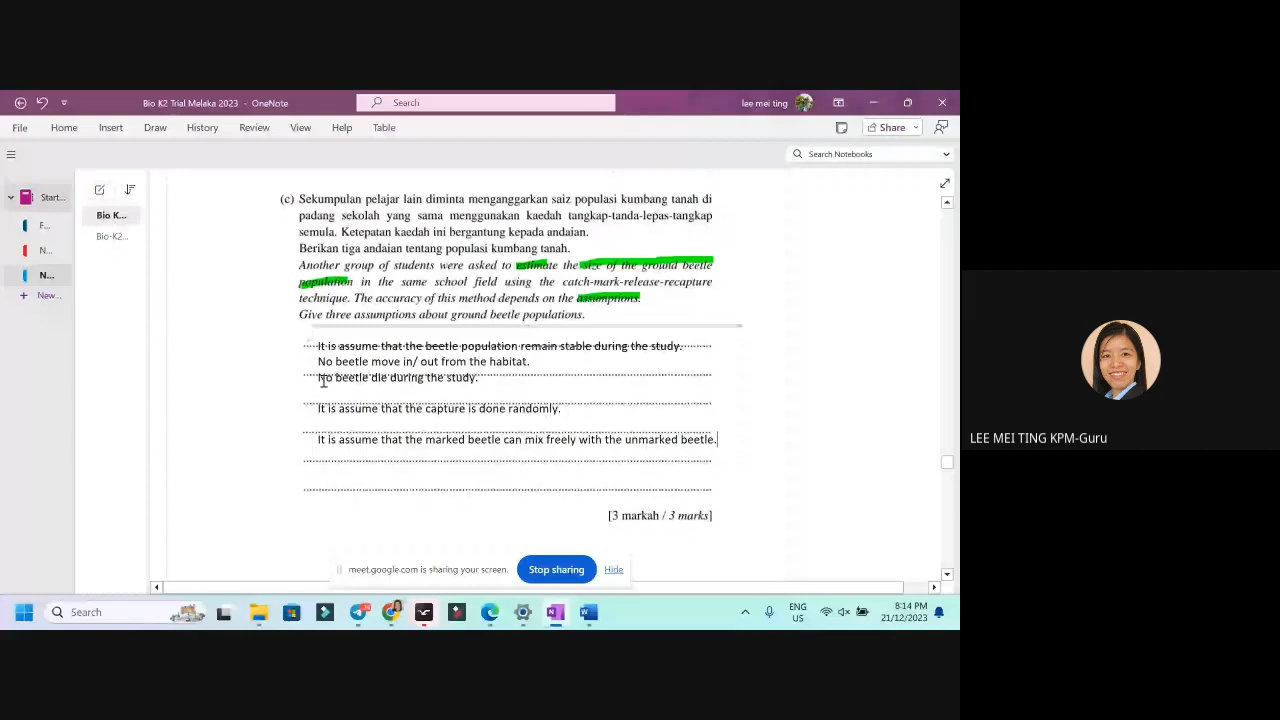 Bio K2 Trial Melaka 2023 - OneNote
Search
lee mei ting
File Home Insert Draw History Review View Help Table
Share
Search Notebooks
Start...
F...
N...
N...
New...
Bio K...
Bio-K2...
(c) Sekumpulan pelajar lain diminta menganggarkan saiz populasi kumbang tanah di
padang sekolah yang sama menggunakan kaedah tangkap-tanda-lepas-tangkap
semula. Ketepatan kaedah ini bergantung kepada andaian.
Berikan tiga andaian tentang populasi kumbang tanah.
Another group of students were asked to estimate the size of the ground beetle
population in the same school field using the catch-mark-release-recapture
technique. The accuracy of this method depends on the assumptions.
Give three assumptions about ground beetle populations.
It is assume that the beetle population remain stable during the study.
No beetle move in/ out from the habitat.
No beetle die during the study.
It is assume that the capture is done randomly.
It is assume that the marked beetle can mix freely with the unmarked beetle.
[3 markah / 3 marks]
meet.google.com is sharing your screen.
Stop sharing
Hide
LEE MEI TING KPM-Guru
Search
ENG
US
8:14 PM
21/12/2023